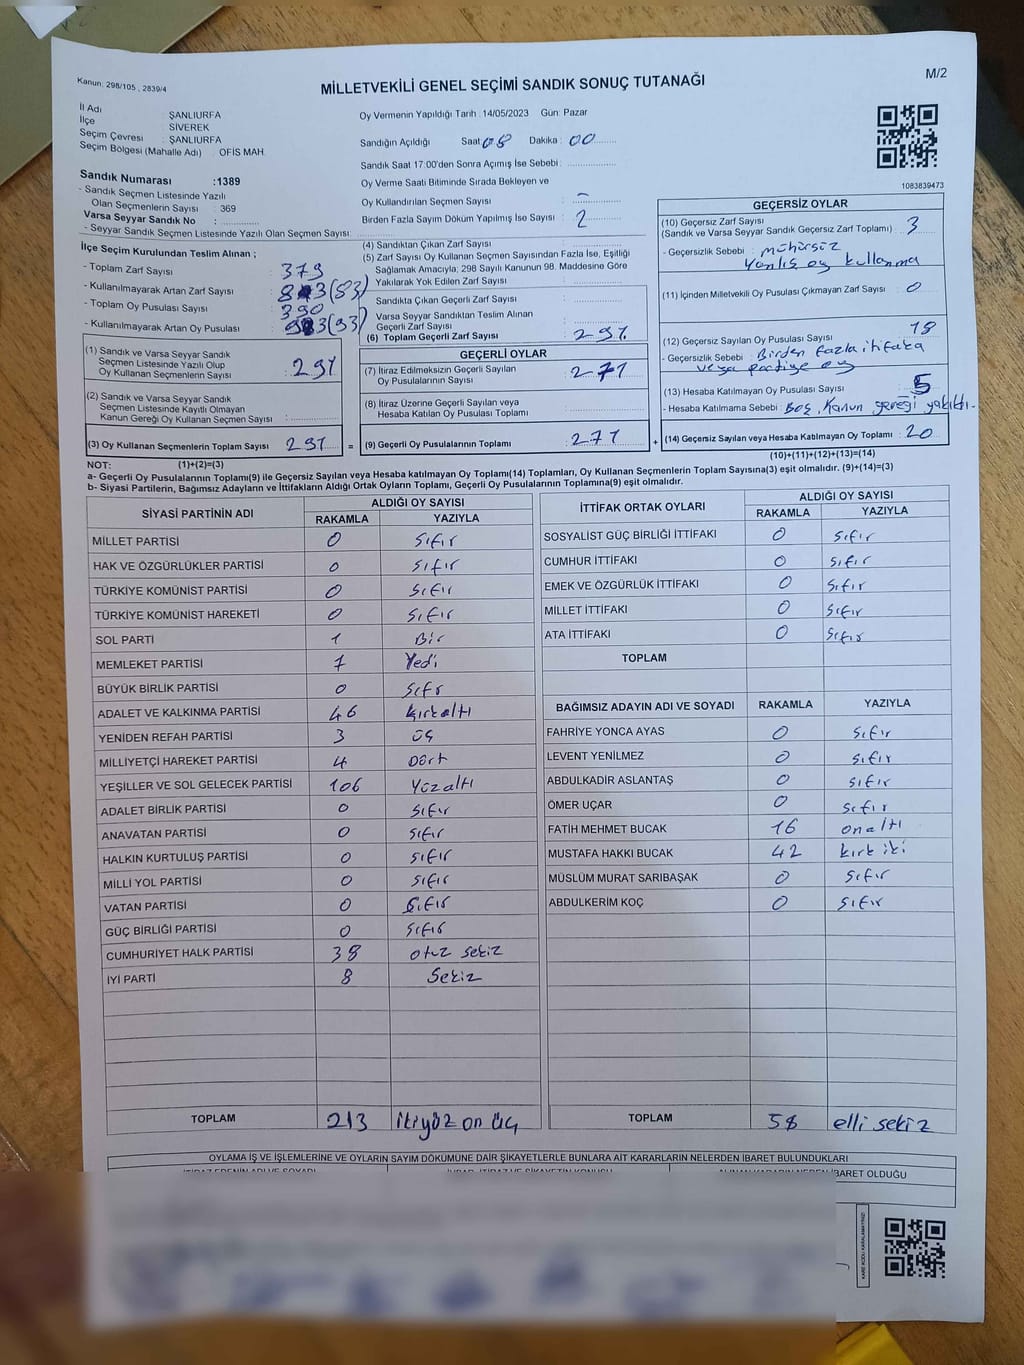 Kanun: 298/105 , 2839/4
MİLLETVEKİLİ GENEL SEÇİMİ SANDIK SONUÇ TUTANAĞI
M/2
İl Adı : ŞANLIURFA
İlçe : SİVEREK
Seçim Çevresi : ŞANLIURFA
Seçim Bölgesi (Mahalle Adı) : OFİS MAH.
Sandık Numarası :1389
- Sandık Seçmen Listesinde Yazılı
Olan Seçmenlerin Sayısı : 369
Varsa Seyyar Sandık No :
- Seyyar Sandık Seçmen Listesinde Yazılı Olan Seçmen Sayısı:
Oy Vermenin Yapıldığı Tarih :14/05/2023 Gün: Pazar
Sandığın Açıldığı Saat 08 Dakika : 00
Sandık Saat 17:00'den Sonra Açımış İse Sebebi:
Oy Verme Saati Bitiminde Sırada Bekleyen ve
Oy Kullandırılan Seçmen Sayısı : -
Birden Fazla Sayım Döküm Yapılmış İse Sayısı : 2
1083839473
İlçe Seçim Kurulundan Teslim Alınan ;
- Toplam Zarf Sayısı : 379
- Kullanılmayarak Artan Zarf Sayısı : (83)
- Toplam Oy Pusulası Sayısı : 390
- Kullanılmayarak Artan Oy Pusulası : (93)
(4) Sandıktan Çıkan Zarf Sayısı :
(5) Zarf Sayısı Oy Kullanan Seçmen Sayısından Fazla İse, Eşitliği
Sağlamak Amacıyla; 298 Sayılı Kanunun 98. Maddesine Göre
Yakılarak Yok Edilen Zarf Sayısı :
Sandıkta Çıkan Geçerli Zarf Sayısı :
Varsa Seyyar Sandıktan Teslim Alınan
Geçerli Zarf Sayısı :
(6) Toplam Geçerli Zarf Sayısı : 291
GEÇERSİZ OYLAR
(10) Geçersiz Zarf Sayısı 3
(Sandık ve Varsa Seyyar Sandık Geçersiz Zarf Toplamı) :
- Geçersizlik Sebebi : mühürsüz
Yanlış oy kullanma
(11) İçinden Milletvekili Oy Pusulası Çıkmayan Zarf Sayısı : 0
(12) Geçersiz Sayılan Oy Pusulası Sayısı :
- Geçersizlik Sebebi : Birden fazla itifaka
veya partiye oy
(13) Hesaba Katılmayan Oy Pusulası Sayısı : 5
- Hesaba Katılmama Sebebi : Boş, Kanun gereği yakıldı.
(14) Geçersiz Sayılan veya Hesaba Katılmayan Oy Toplamı : 20
(10)+(11)+(12)+(13)=(14)
(1) Sandık ve Varsa Seyyar Sandık
Seçmen Listesinde Yazılı Olup
Oy Kullanan Seçmenlerin Sayısı : 291
(2) Sandık ve Varsa Seyyar Sandık
Seçmen Listesinde Kayıtlı Olmayan
Kanun Gereği Oy Kullanan Seçmen Sayısı :
(3) Oy Kullanan Seçmenlerin Toplam Sayısı : 291 =
(1)+(2)=(3)
GEÇERLİ OYLAR
(7) İtiraz Edilmeksizin Geçerli Sayılan
Oy Pusulasının Sayısı : 271
(8) İtiraz Üzerine Geçerli Sayılan veya
Hesaba Katılan Oy Pusulası Toplamı :
(9) Geçerli Oy Pusulalarının Toplamı : 271 +
NOT:
a- Geçerli Oy Pusulalarının Toplamı(9) ile Geçersiz Sayılan veya Hesaba katılmayan Oy Toplamı(14) Toplamları, Oy Kullanan Seçmenlerin Toplam Sayısına(3) eşit olmalıdır. (9)+(14)=(3)
b- Siyasi Partilerin, Bağımsız Adayların ve İttifakların Aldığı Ortak Oyların Toplamı, Geçerli Oy Pusulalarının Toplamına(9) eşit olmalıdır.
SİYASİ PARTİNİN ADI ALDIĞI OY SAYISI
RAKAMLA YAZIYLA
MİLLET PARTİSİ 0 Sıfır
HAK VE ÖZGÜRLÜKLER PARTİSİ 0 Sıfır
TÜRKİYE KOMÜNİST PARTİSİ 0 Sıfır
TÜRKİYE KOMÜNİST HAREKETİ 0 Sıfır
SOL PARTİ 1 Bir
MEMLEKET PARTİSİ 7 Yedi
BÜYÜK BİRLİK PARTİSİ 0 Sıfr
ADALET VE KALKINMA PARTİSİ 46 kırkaltı
YENİDEN REFAH PARTİSİ 3 üç
MİLLİYETÇİ HAREKET PARTİSİ 4 Dört
YEŞİLLER VE SOL GELECEK PARTİSİ 106 Yüzaltı
ADALET BİRLİK PARTİSİ 0 Sıfır
ANAVATAN PARTİSİ 0 Sıfır
HALKIN KURTULUŞ PARTİSİ 0 Sıfır
MİLLİ YOL PARTİSİ 0 Sıfır
VATAN PARTİSİ 0 Sıfır
GÜÇ BİRLİĞİ PARTİSİ 0 Sıfır
CUMHURİYET HALK PARTİSİ 38 otuz sekiz
İYİ PARTİ 8 Sekiz
TOPLAM 213 ikiyüz on üç
İTTİFAK ORTAK OYLARI ALDIĞI OY SAYISI
RAKAMLA YAZIYLA
SOSYALİST GÜÇ BİRLİĞİ İTTİFAKI 0 Sıfır
CUMHUR İTTİFAKI 0 Sıfır
EMEK VE ÖZGÜRLÜK İTTİFAKI 0 Sıfır
MİLLET İTTİFAKI 0 Sıfır
ATA İTTİFAKI 0 Sıfır
TOPLAM
BAĞIMSIZ ADAYIN ADI VE SOYADI RAKAMLA YAZIYLA
FAHRİYE YONCA AYAS 0 Sıfır
LEVENT YENİLMEZ 0 Sıfır
ABDULKADİR ASLANTAŞ 0 Sıfır
ÖMER UÇAR 0 Sıfır
FATİH MEHMET BUCAK 16 onaltı
MUSTAFA HAKKI BUCAK 42 kırk iki
MÜSLÜM MURAT SARIBAŞAK 0 Sıfır
ABDULKERİM KOÇ 0 Sıfır
TOPLAM 58 elli sekiz
OYLAMA İŞ VE İŞLEMLERİNE VE OYLARIN SAYIM DÖKÜMÜNE DAİR ŞİKAYETLERLE BUNLARA AİT KARARLARIN NELERDEN İBARET BULUNDUKLARI
İBARET OLDUĞU